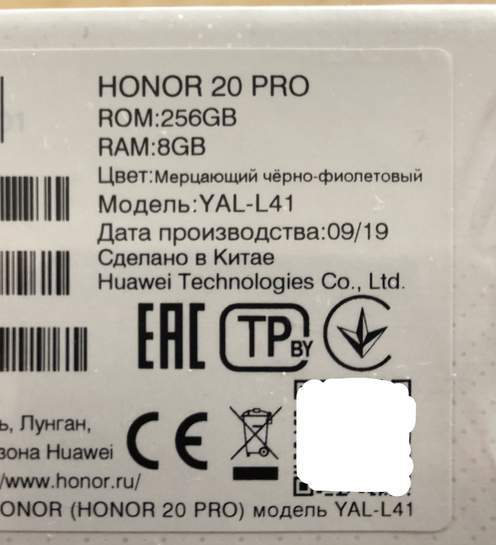 HONOR 20 PRO
ROM:256GB
RAM:8GB
Цвет:Мерцающий чёрно-фиолетовый
Модель:YAL-L41
Дата производства:09/19
Сделано в Китае
Huawei Technologies Co., Ltd.
EAC TP BY
ь, Лунган,
зона Huawei
CE
/www.honor.ru/
ONOR (HONOR 20 PRO) модель YAL-L41